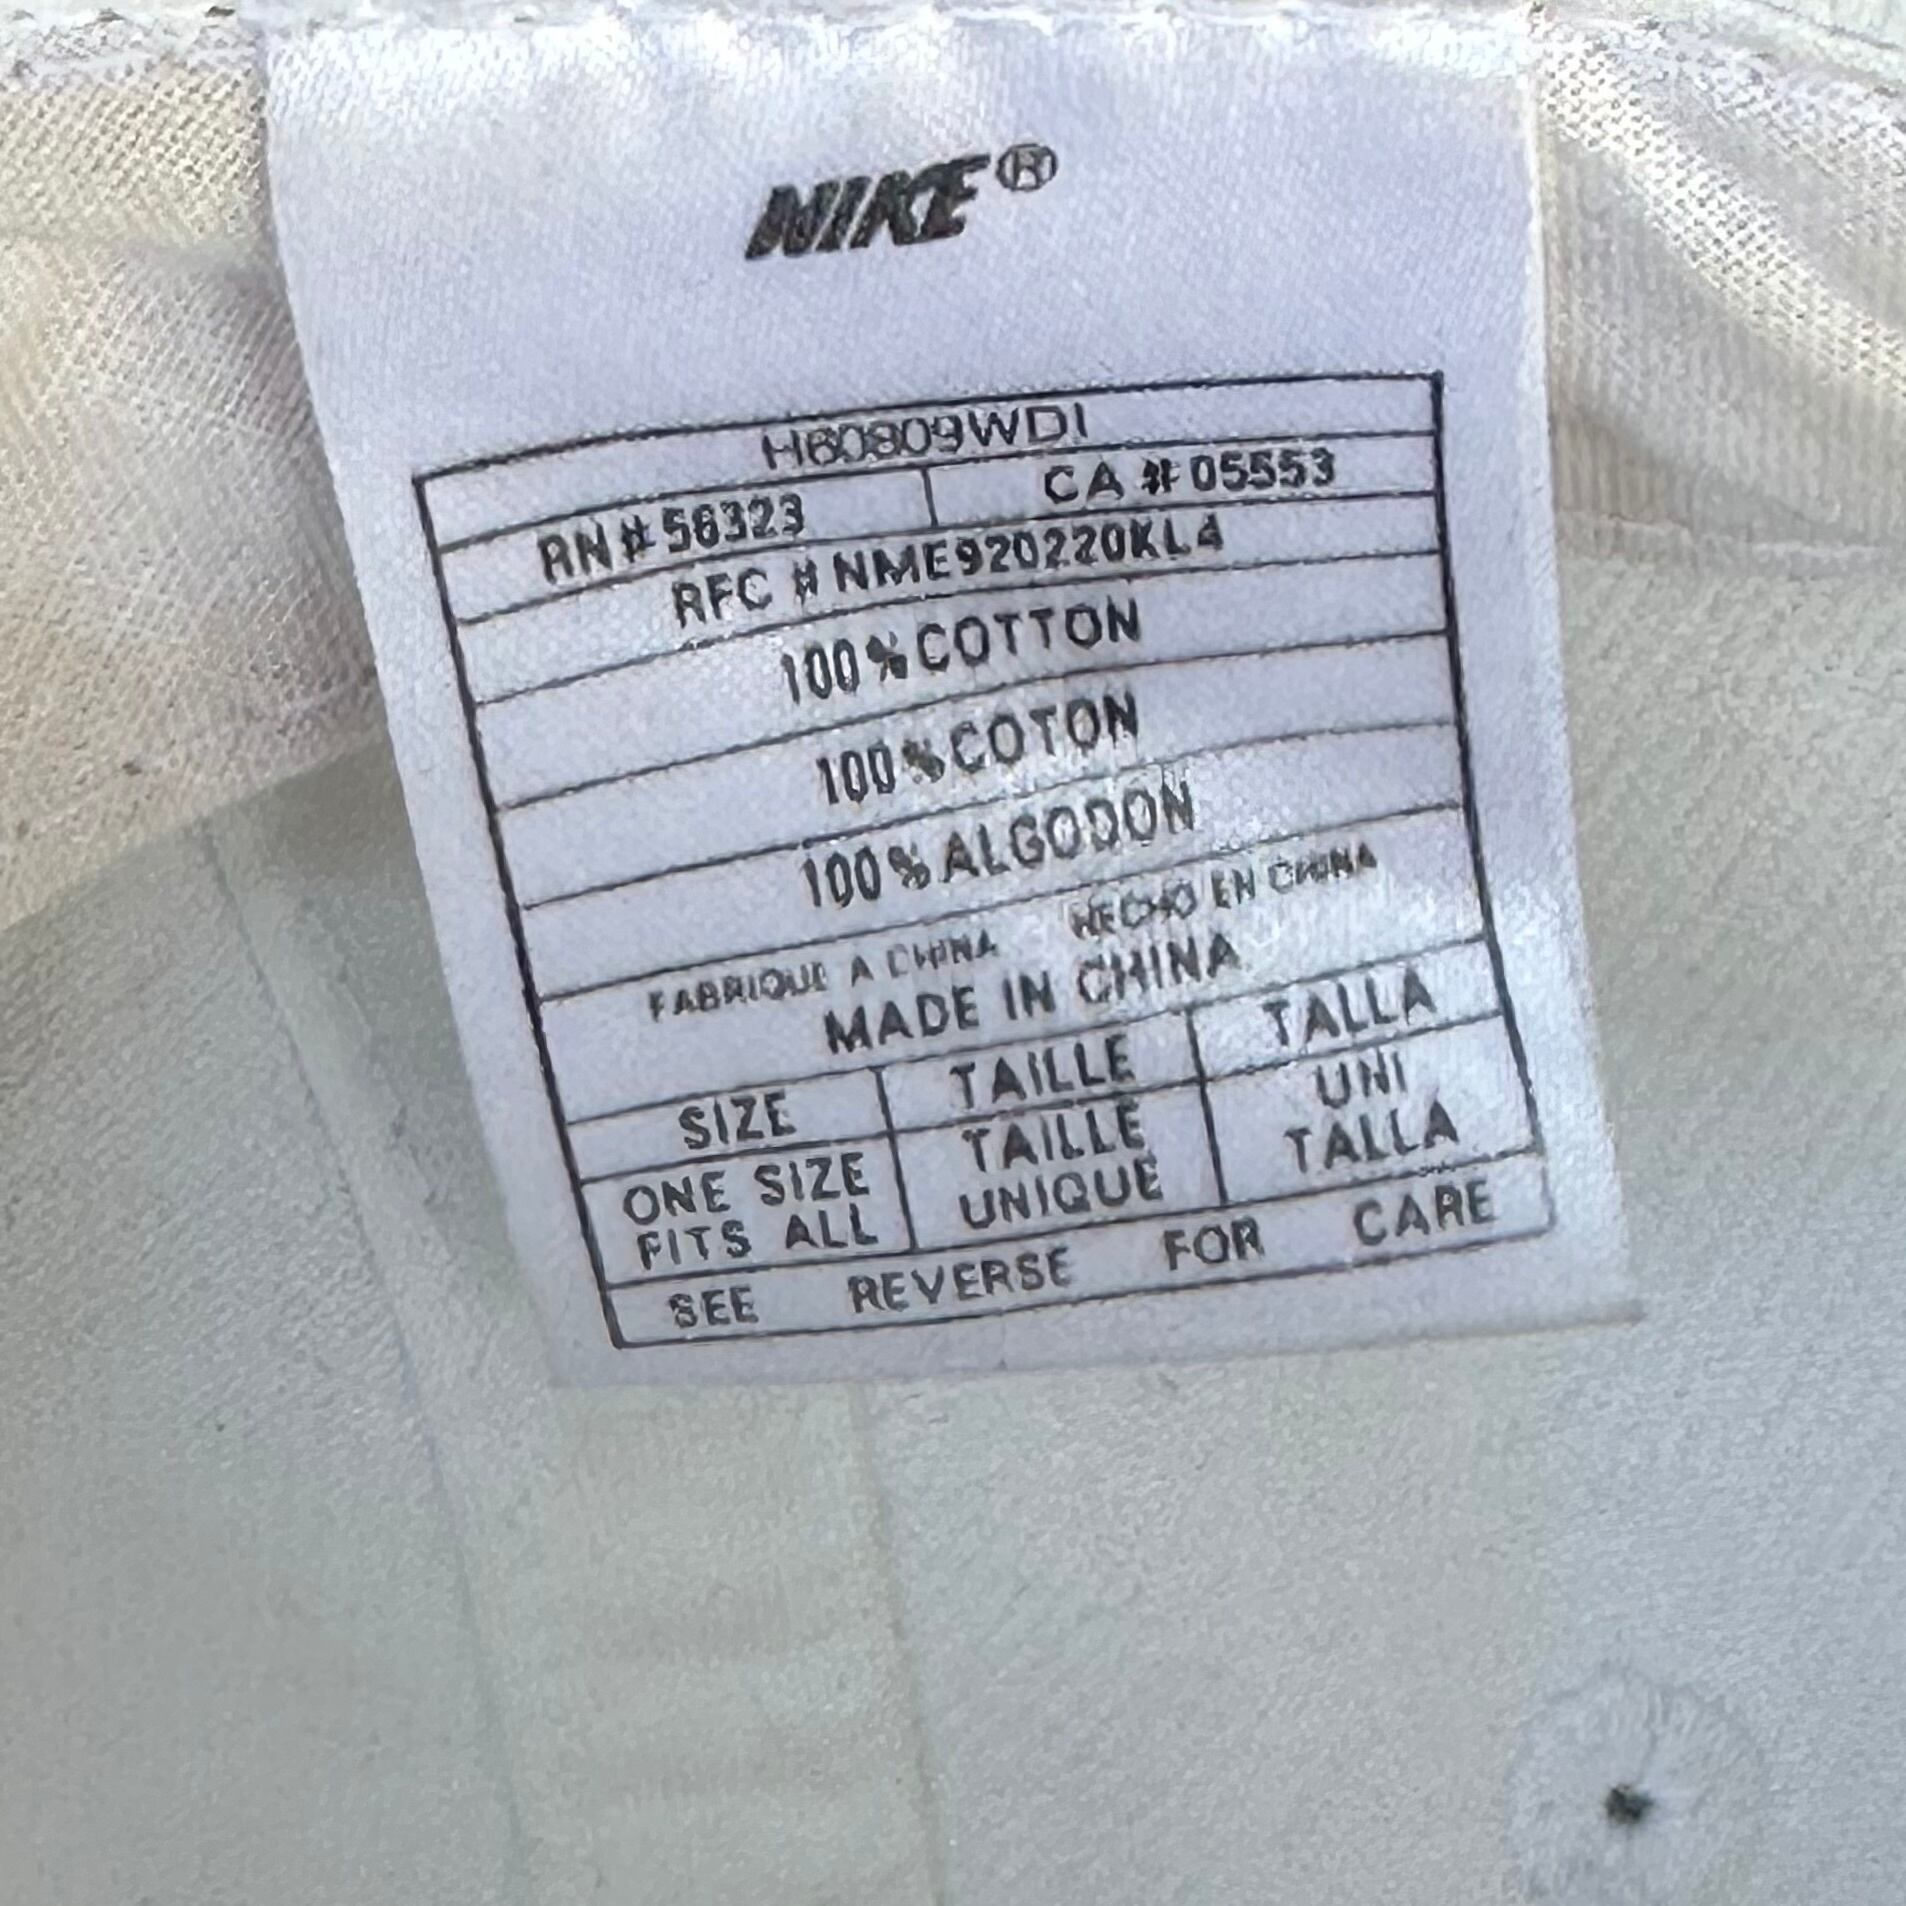 NIKE®
H60809WDI
RN # 56323 CA # 05553
RFC # NME920220KL4
100% COTTON
100% COTON
100% ALGODON
FABRIQUE A CHINA HECHO EN CHINA
MADE IN CHINA
SIZE TAILLE TALLA
ONE SIZE FITS ALL
TAILLE UNIQUE
UNI TALLA
SEE REVERSE FOR CARE